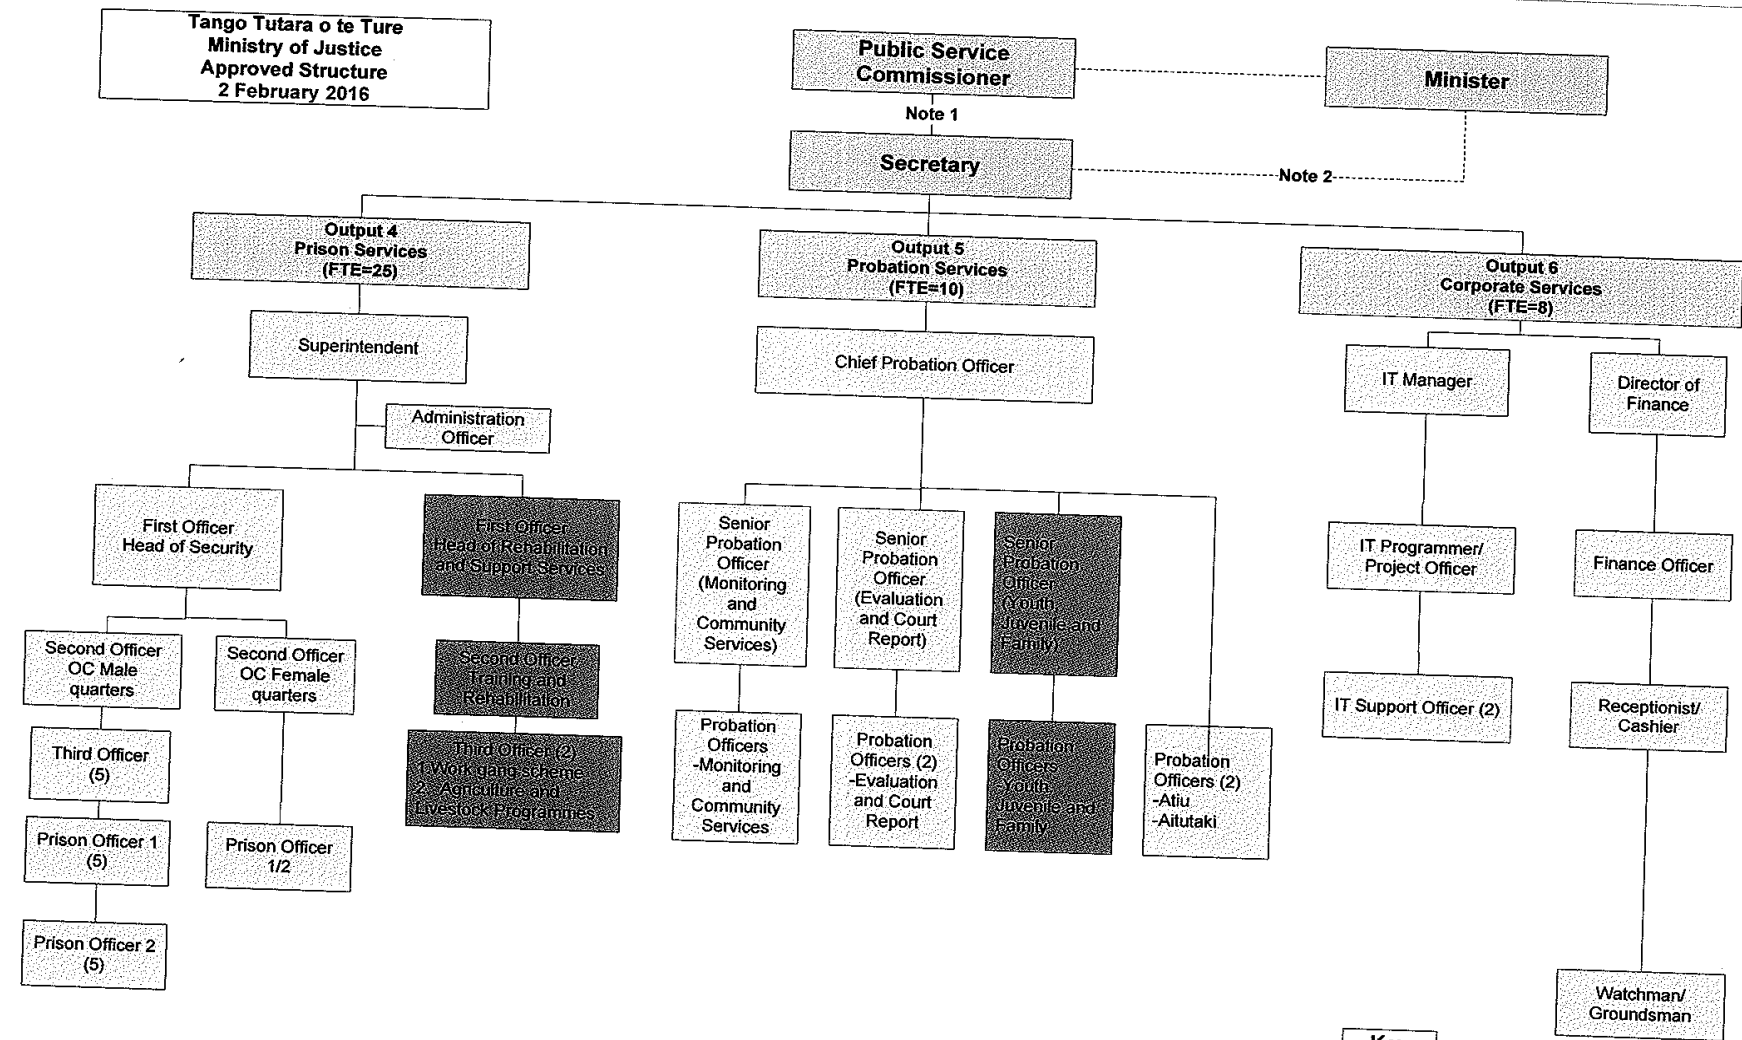 Tango Tutara o te Ture
Ministry of Justice
Approved Structure
2 February 2016
Public Service
Commissioner
Minister
Note 1
Secretary
Note 2
Output 4
Prison Services
(FTE=25)
Output 5
Probation Services
(FTE=10)
Output 6
Corporate Services
(FTE=8)
Superintendent
Administration
Officer
First Officer
Head of Security
First Officer
Head of Rehabilitation
and Support Services
Second Officer
OC Male
quarters
Second Officer
OC Female
quarters
Second Officer
Training and
Rehabilitation
Third Officer
(5)
Third Officer (2)
1 Work gang scheme
2. Agriculture and
Livestock Programmes
Prison Officer 1
(5)
Prison Officer
1/2
Prison Officer 2
(5)
Chief Probation Officer
Senior
Probation
Officer
(Monitoring
and
Community
Services)
Senior
Probation
Officer
(Evaluation
and Court
Report)
Senior
Probation
Officer
(Youth,
Juvenile and
Family)
Probation
Officers
-Monitoring
and
Community
Services
Probation
Officers (2)
-Evaluation
and Court
Report
Probation
Officers
-Youth,
Juvenile and
Family
Probation
Officers (2)
-Atiu
-Aitutaki
IT Manager
Director of
Finance
IT Programmer/
Project Officer
Finance Officer
IT Support Officer (2)
Receptionist/
Cashier
Watchman/
Groundsman